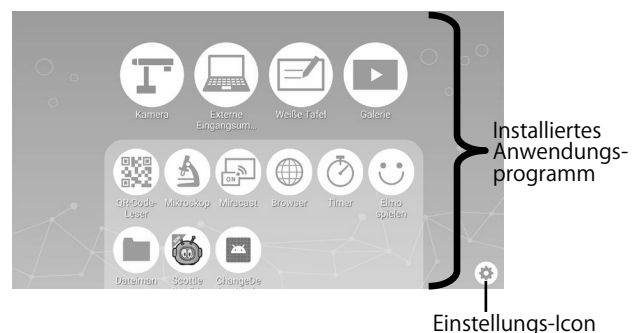 Kamera
Externe
Eingangsum...
Weiße Tafel
Galerie
QR-Code-
Leser
Mikroskop
Miracast
Browser
Timer
Elmo
spielen
ON
Dateiman
Scottie
ChangeDe
Installiertes
Anwendungs-
programm
Einstellungs-Icon